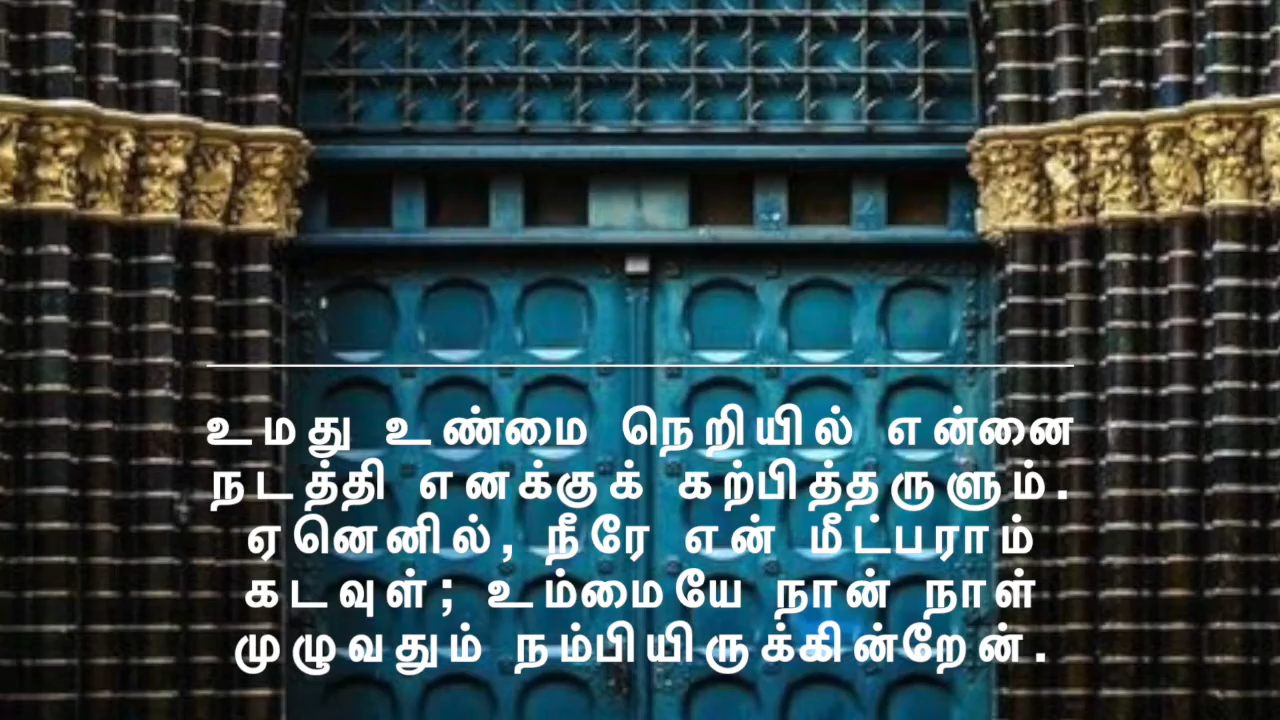 உமது உண்மை நெறியில் என்னை
நடத்தி எனக்குக் கற்பித்தருளும்.
ஏனெனில், நீரே என் மீட்பராம்
கடவுள்; உம்மையே நான் நாள்
முழுவதும் நம்பியிருக்கின்றேன்.